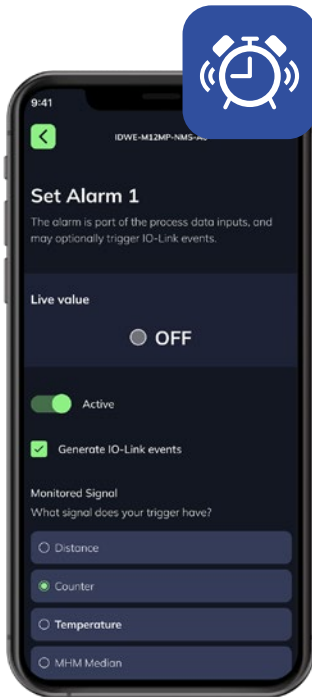 9:41
IDWE-M12MP-NMS-A0
Set Alarm 1
The alarm is part of the process data inputs, and
may optionally trigger IO-Link events.
Live value
OFF
Active
Generate IO-Link events
Monitored Signal
What signal does your trigger have?
Distance
Counter
Temperature
MHM Median